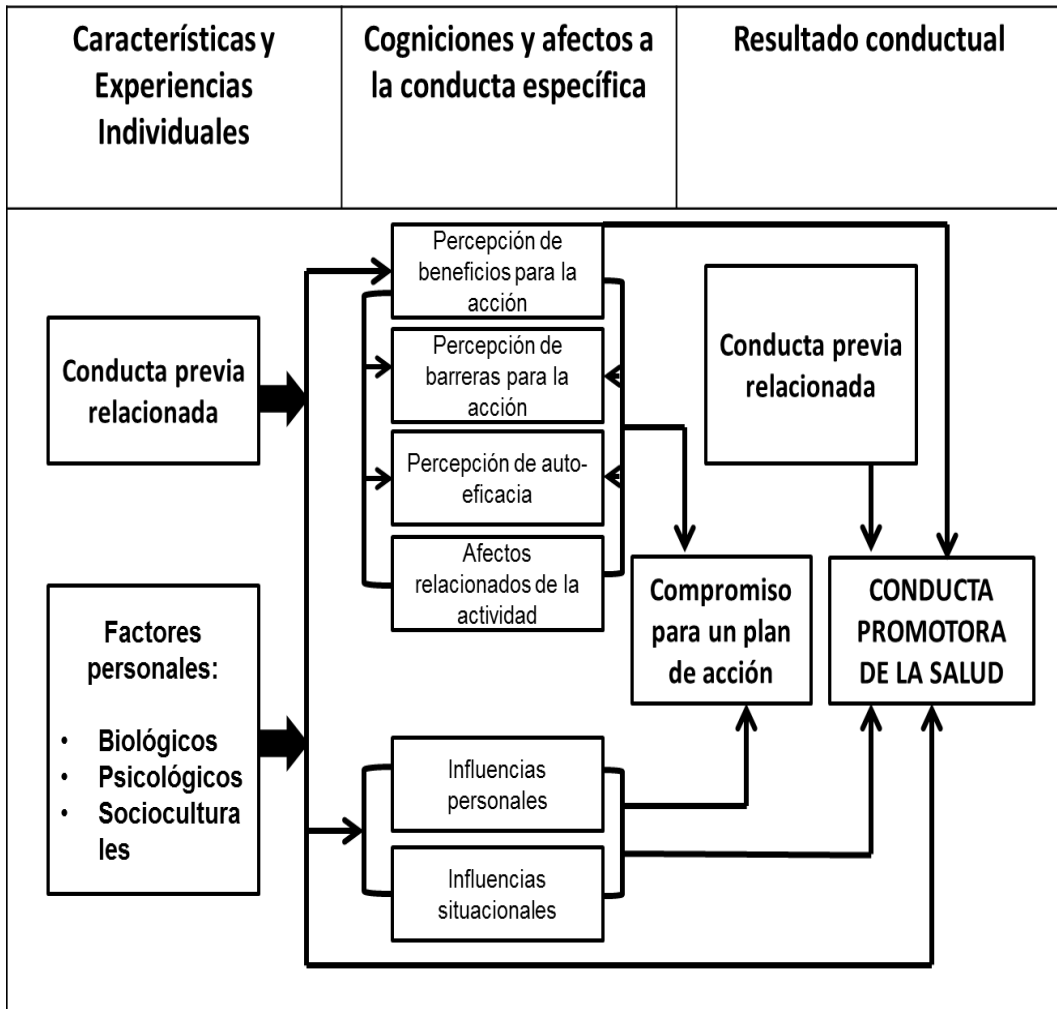 Características y
Experiencias
Individuales
Cogniciones y afectos a
la conducta específica
Resultado conductual
Conducta previa
relacionada
Factores
personales:
• Biológicos
• Psicológicos
• Sociocultura
les
Percepción de
beneficios para la
acción
Percepción de
barreras para la
acción
Percepción de auto-
eficacia
Afectos
relacionados de la
actividad
Influencias
personales
Influencias
situacionales
Conducta previa
relacionada
Compromiso
para un plan
de acción
CONDUCTA
PROMOTORA
DE LA SALUD